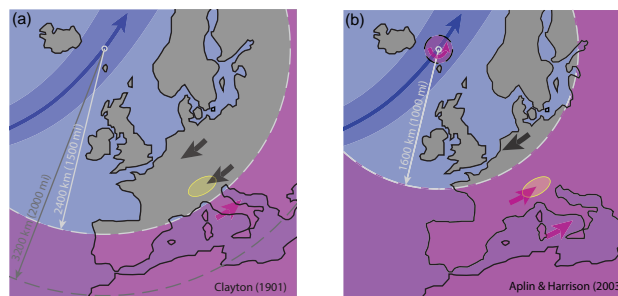 (a)
3200 km (2000 mi)
2400 km (1500 mi)
Clayton (1901)
(b)
1600 km (1000 mi)
Aplin & Harrison (2003)